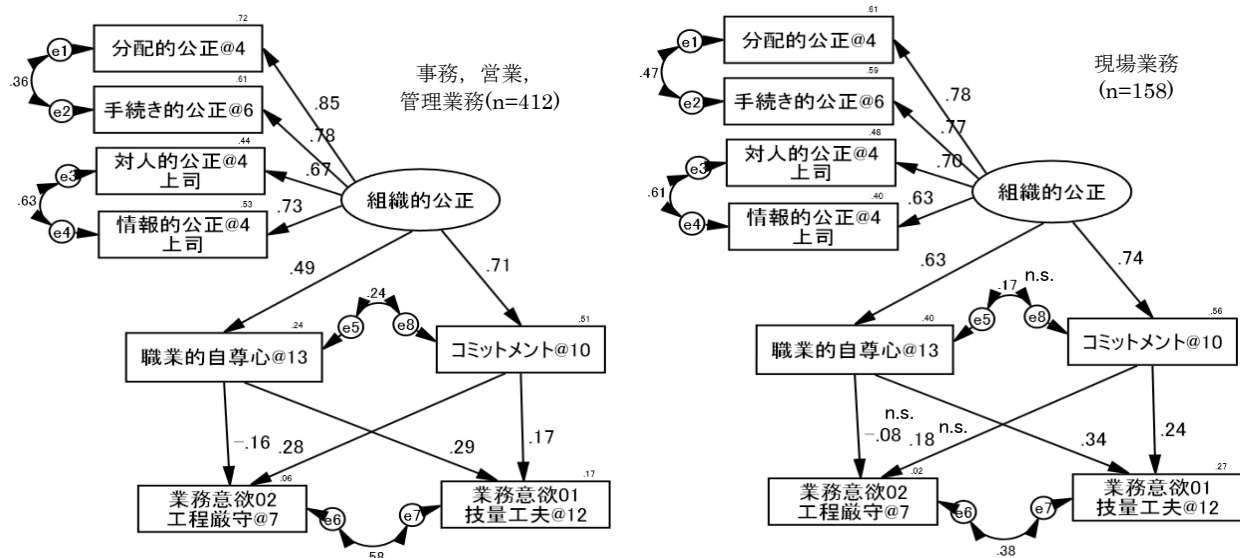 .72
e1
分配的公正@4
.36
.61
e2
手続き的公正@6
事務，営業，
管理業務(n=412)
.85
.78
.44
e3
対人的公正@4
上司
.67
.63
.53
e4
情報的公正@4
上司
.73
組織的公正
.49
.71
.24
e5
e8
.24
職業的自尊心@13
.51
コミットメント@10
−.16
.28
.29
.17
.06
業務意欲02
工程厳守@7
.17
業務意欲01
技量工夫@12
e6
e7
.58
.61
e1
分配的公正@4
.47
.59
e2
手続き的公正@6
現場業務
(n=158)
.78
.77
.48
e3
対人的公正@4
上司
.70
.61
.40
e4
情報的公正@4
上司
.63
組織的公正
.63
.74
.17
n.s.
e5
e8
.40
職業的自尊心@13
.56
コミットメント@10
n.s.
−.08
.18
n.s.
.34
.24
.02
業務意欲02
工程厳守@7
.27
業務意欲01
技量工夫@12
e6
e7
.38